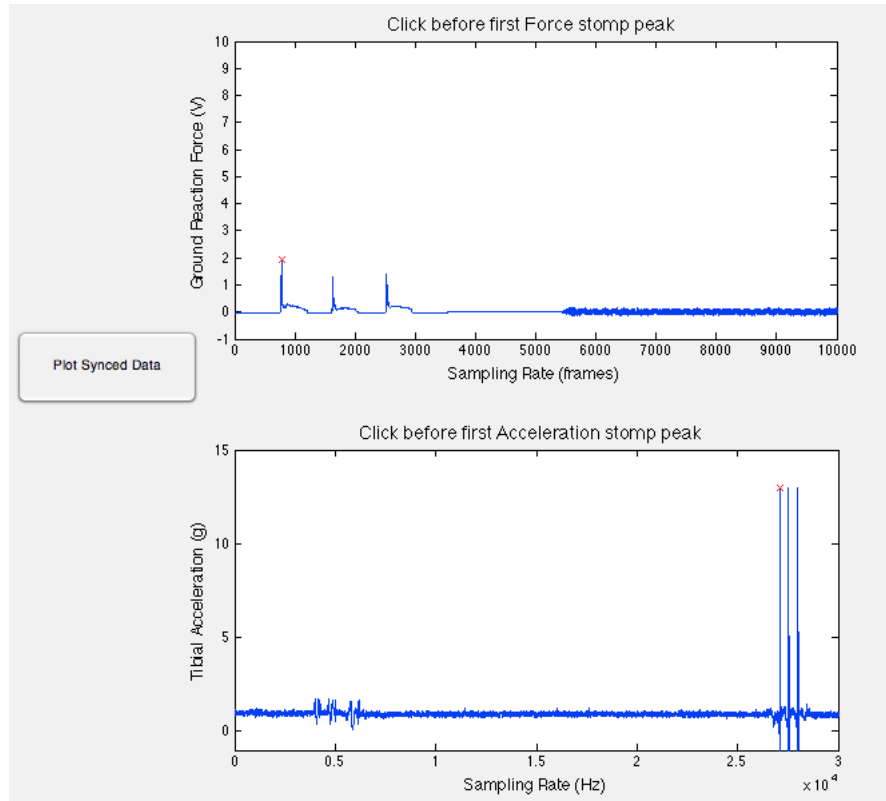 Click before first Force stomp peak
10
9
8
7
6
5
4
3
2
1
0
-1
Ground Reaction Force (V)
0 1000 2000 3000 4000 5000 6000 7000 8000 9000 10000
Sampling Rate (frames)
Plot Synced Data
Click before first Acceleration stomp peak
15
10
5
0
Tibial Acceleration (g)
0 0.5 1 1.5 2 2.5 3
Sampling Rate (Hz)
x 10^4